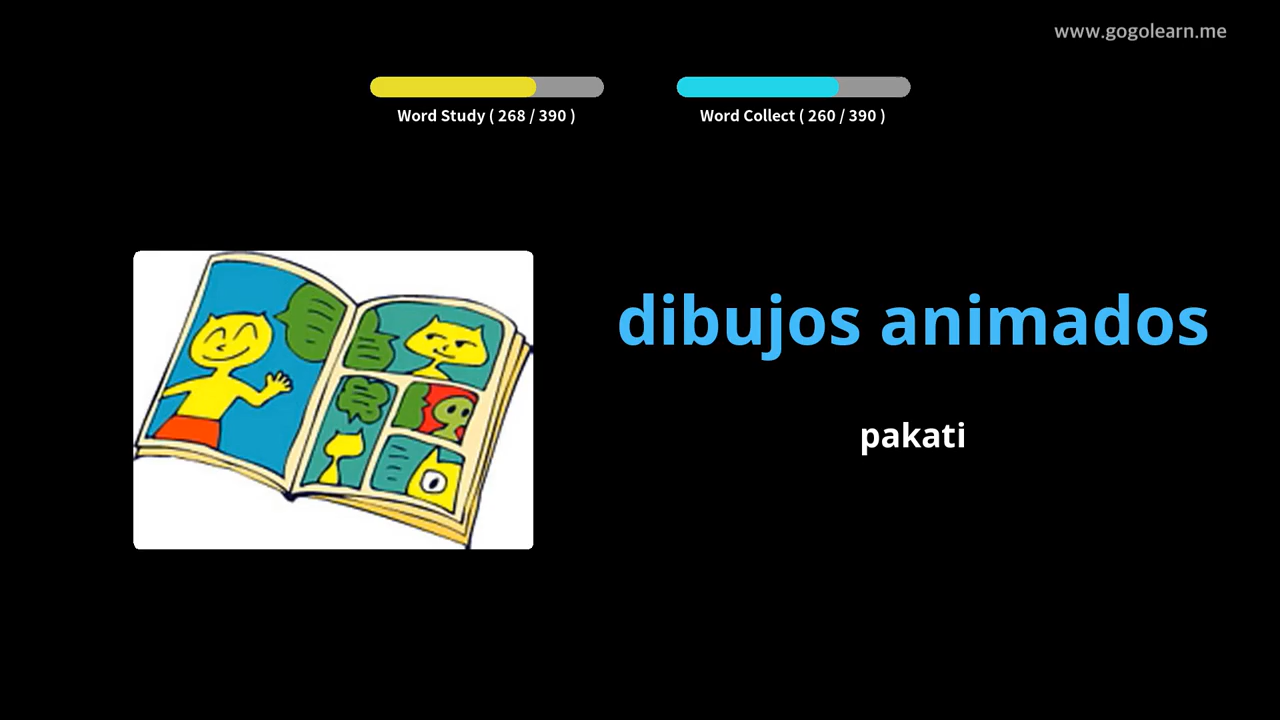 www.gogolearn.me
Word Study ( 268 / 390 )
Word Collect ( 260 / 390 )
dibujos animados
pakati